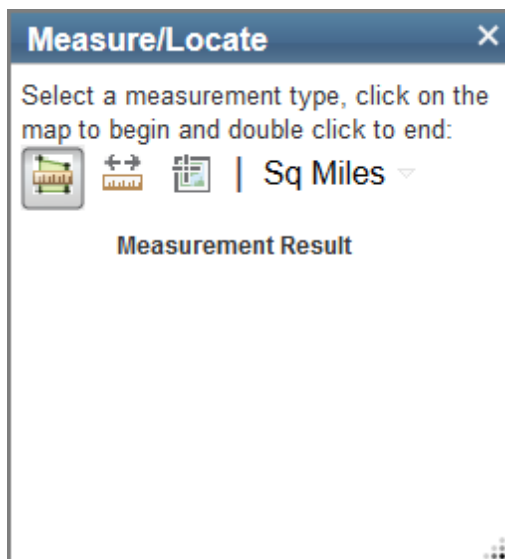 Measure/Locate
Select a measurement type, click on the
map to begin and double click to end:
Sq Miles
Measurement Result